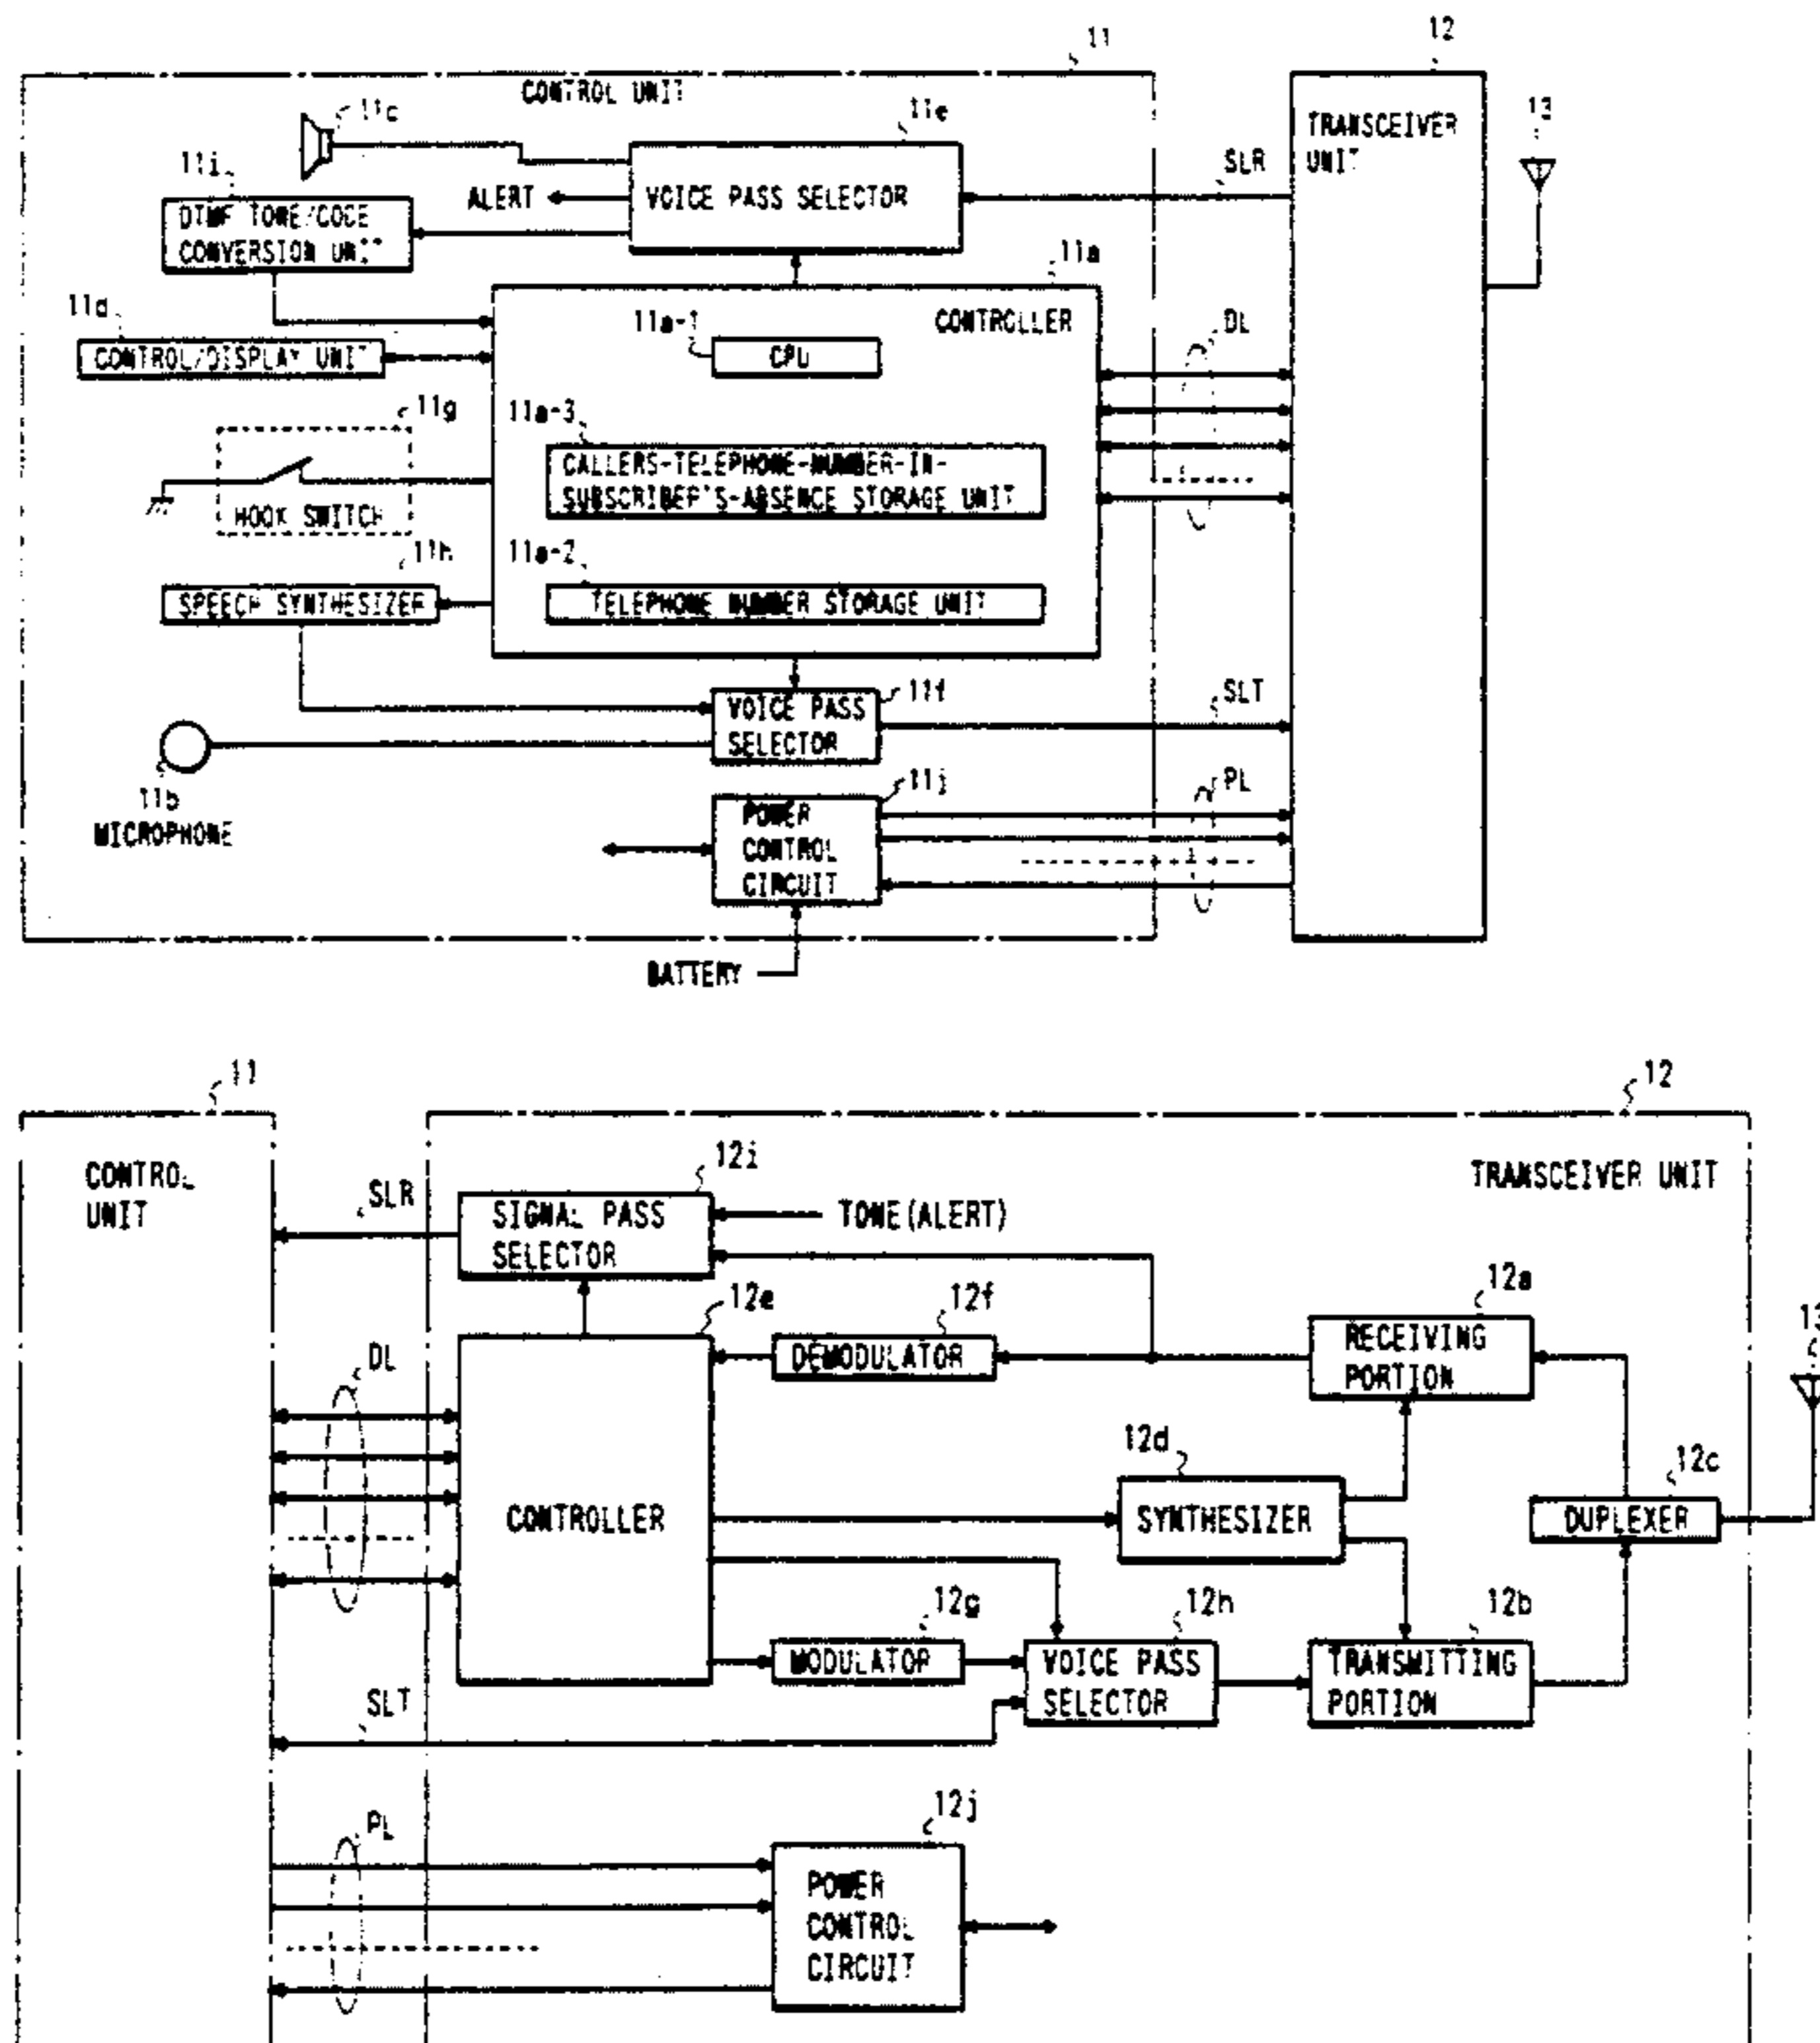 11
12
CONTROL UNIT
11c
11e
13
TRANSCEIVER
UNIT
11i
SLR
ALERT
VOICE PASS SELECTOR
DTMF TONE/CODE
CONVERSION UNIT
11a
11d
11a-1
CONTROLLER
DL
CONTROL/DISPLAY UNIT
CPU
11g
11a-3
CALLERS-TELEPHONE-NUMBER-IN-
SUBSCRIBER'S-ABSENCE STORAGE UNIT
HOOK SWITCH
11h
11a-2
SPEECH SYNTHESIZER
TELEPHONE NUMBER STORAGE UNIT
11f
SLT
VOICE PASS
SELECTOR
11b
MICROPHONE
11j
PL
POWER
CONTROL
CIRCUIT
BATTERY
11
12
CONTROL
UNIT
12i
TRANSCEIVER UNIT
SLR
SIGNAL PASS
SELECTOR
TONE(ALERT)
12e
12f
12a
13
DL
DEMODULATOR
RECEIVING
PORTION
12d
12c
CONTROLLER
SYNTHESIZER
DUPLEXER
12g
12h
12b
MODULATOR
VOICE PASS
SELECTOR
TRANSMITTING
PORTION
SLT
12j
PL
POWER
CONTROL
CIRCUIT